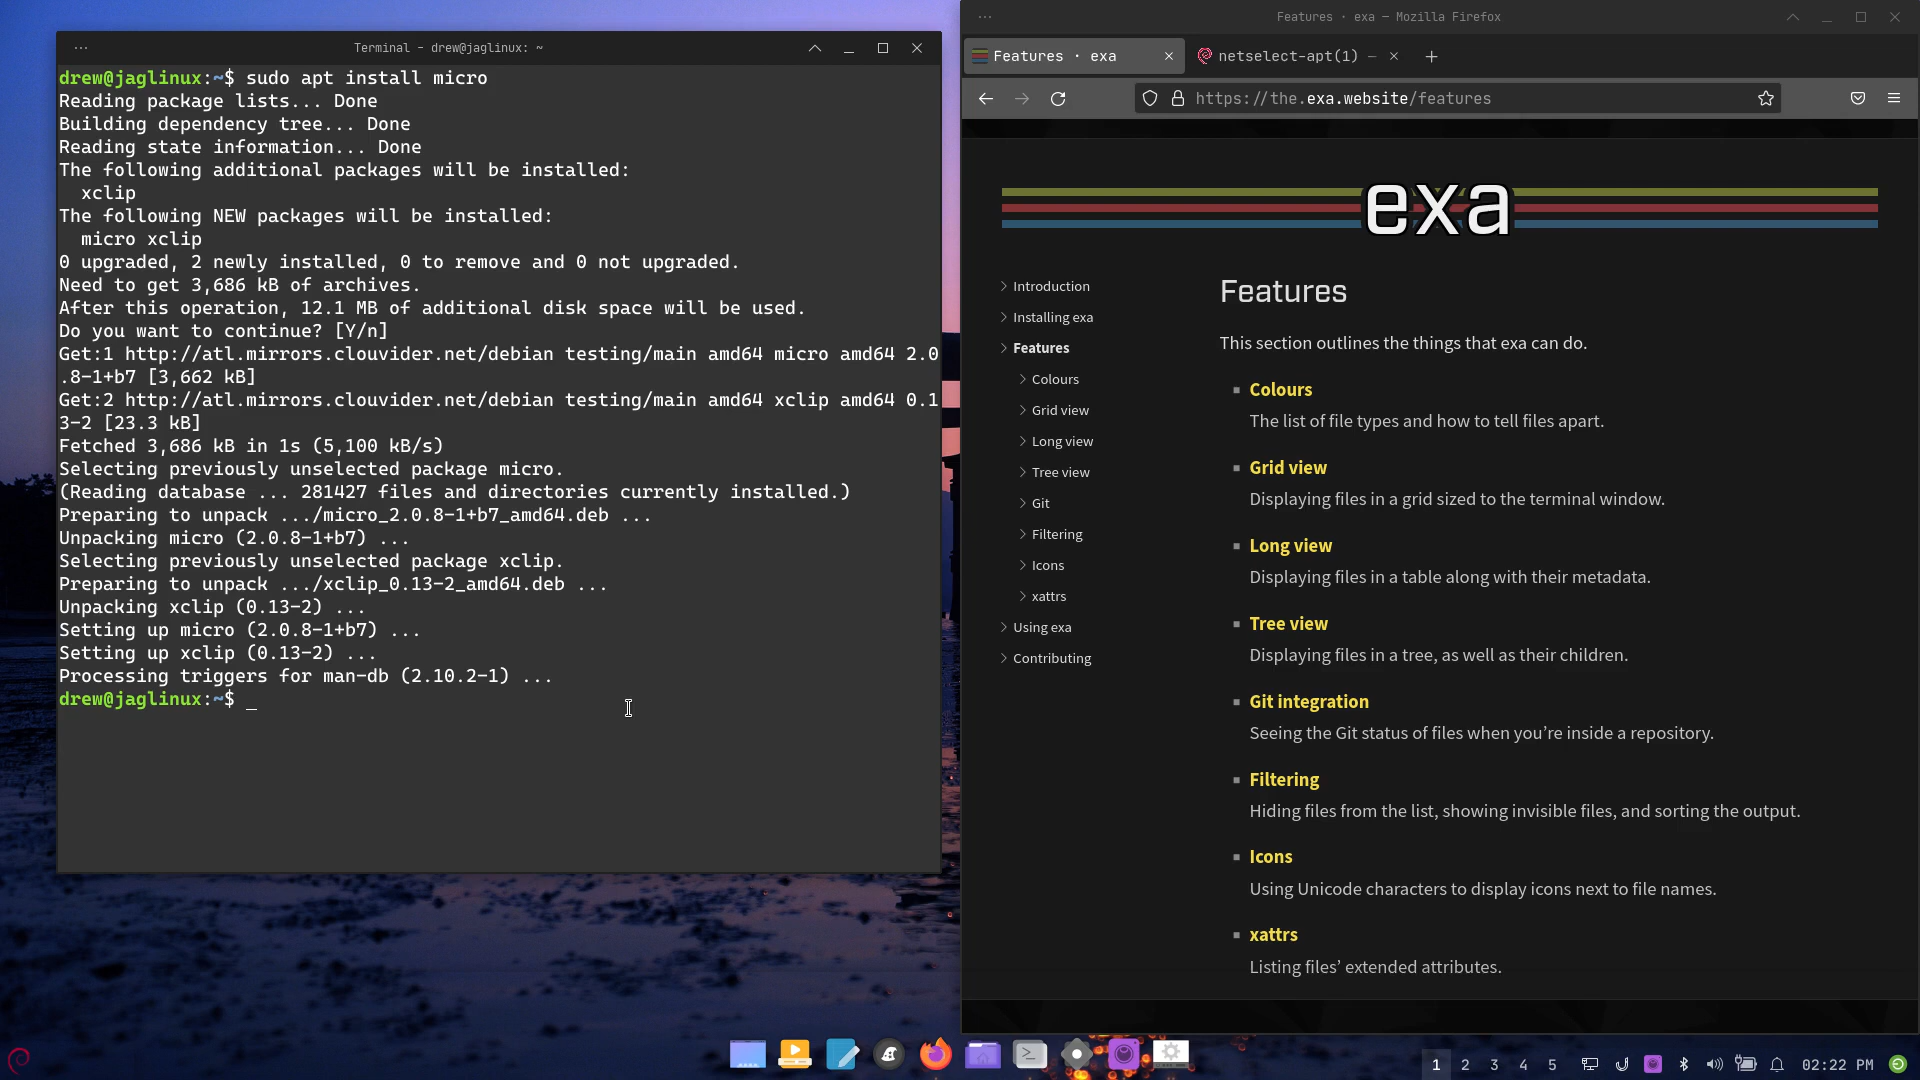 Terminal - drew@jaglinux: ~
drew@jaglinux:~$ sudo apt install micro
Reading package lists... Done
Building dependency tree... Done
Reading state information... Done
The following additional packages will be installed:
  xclip
The following NEW packages will be installed:
  micro xclip
0 upgraded, 2 newly installed, 0 to remove and 0 not upgraded.
Need to get 3,686 kB of archives.
After this operation, 12.1 MB of additional disk space will be used.
Do you want to continue? [Y/n]
Get:1 http://atl.mirrors.clouvider.net/debian testing/main amd64 micro amd64 2.0
.8-1+b7 [3,662 kB]
Get:2 http://atl.mirrors.clouvider.net/debian testing/main amd64 xclip amd64 0.1
3-2 [23.3 kB]
Fetched 3,686 kB in 1s (5,100 kB/s)
Selecting previously unselected package micro.
(Reading database ... 281427 files and directories currently installed.)
Preparing to unpack .../micro_2.0.8-1+b7_amd64.deb ...
Unpacking micro (2.0.8-1+b7) ...
Selecting previously unselected package xclip.
Preparing to unpack .../xclip_0.13-2_amd64.deb ...
Unpacking xclip (0.13-2) ...
Setting up micro (2.0.8-1+b7) ...
Setting up xclip (0.13-2) ...
Processing triggers for man-db (2.10.2-1) ...
drew@jaglinux:~$ _
Features · exa — Mozilla Firefox
Features · exa
netselect-apt(1) —
https://the.exa.website/features
exa
Introduction
Installing exa
Features
Colours
Grid view
Long view
Tree view
Git
Filtering
Icons
xattrs
Using exa
Contributing
Features
This section outlines the things that exa can do.
Colours
The list of file types and how to tell files apart.
Grid view
Displaying files in a grid sized to the terminal window.
Long view
Displaying files in a table along with their metadata.
Tree view
Displaying files in a tree, as well as their children.
Git integration
Seeing the Git status of files when you’re inside a repository.
Filtering
Hiding files from the list, showing invisible files, and sorting the output.
Icons
Using Unicode characters to display icons next to file names.
xattrs
Listing files’ extended attributes.
1 2 3 4 5 02:22 PM